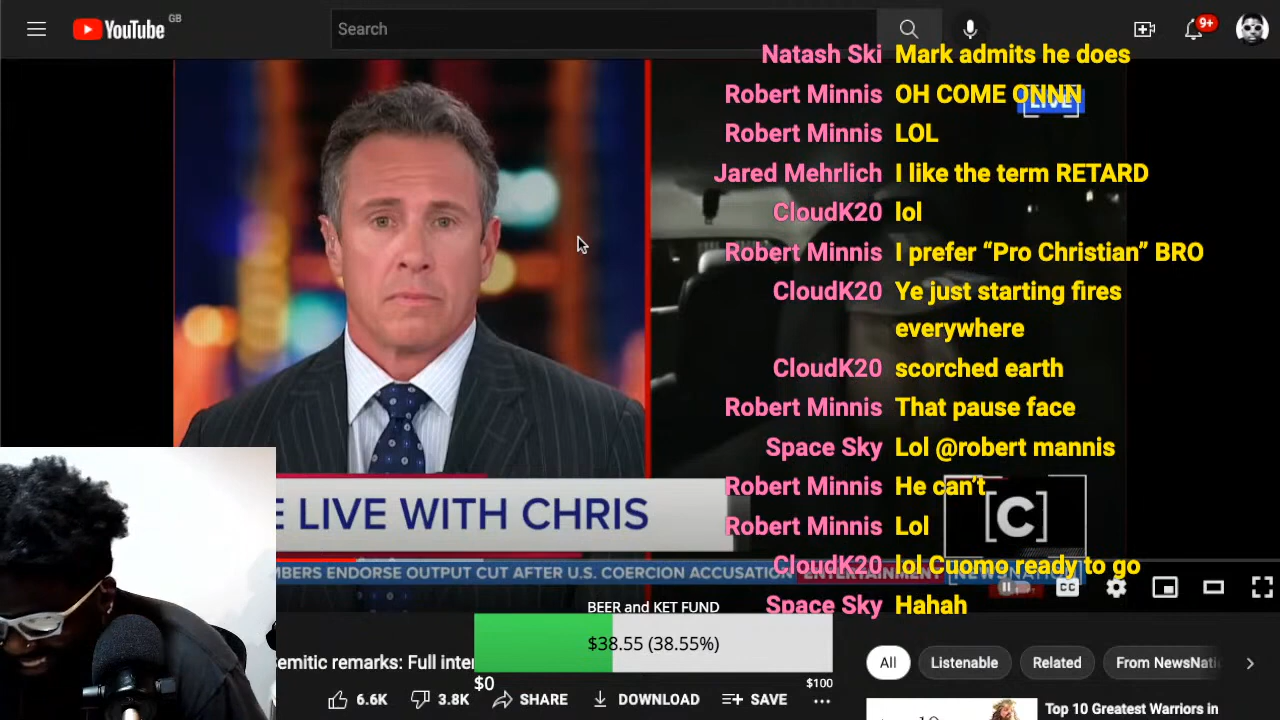 YouTube GB
Search
9+
Natash Ski Mark admits he does
Robert Minnis OH COME ONNN
LIVE
Robert Minnis LOL
Jared Mehrlich I like the term RETARD
CloudK20 lol
Robert Minnis I prefer “Pro Christian” BRO
CloudK20 Ye just starting fires
everywhere
CloudK20 scorched earth
Robert Minnis That pause face
Space Sky Lol @robert mannis
Robert Minnis He can’t
[C]
E LIVE WITH CHRIS
Robert Minnis Lol
CloudK20 lol Cuomo ready to go
MBERS ENDORSE OUTPUT CUT AFTER U.S. COERCION ACCUSATION ENTERTAINMENT NEWSNATION
CC
Space Sky Hahah
BEER and KET FUND
$38.55 (38.55%)
$0
$100
emitic remarks: Full inter
All
Listenable
Related
From NewsNati
6.6K
3.8K
SHARE
DOWNLOAD
SAVE
Top 10 Greatest Warriors in